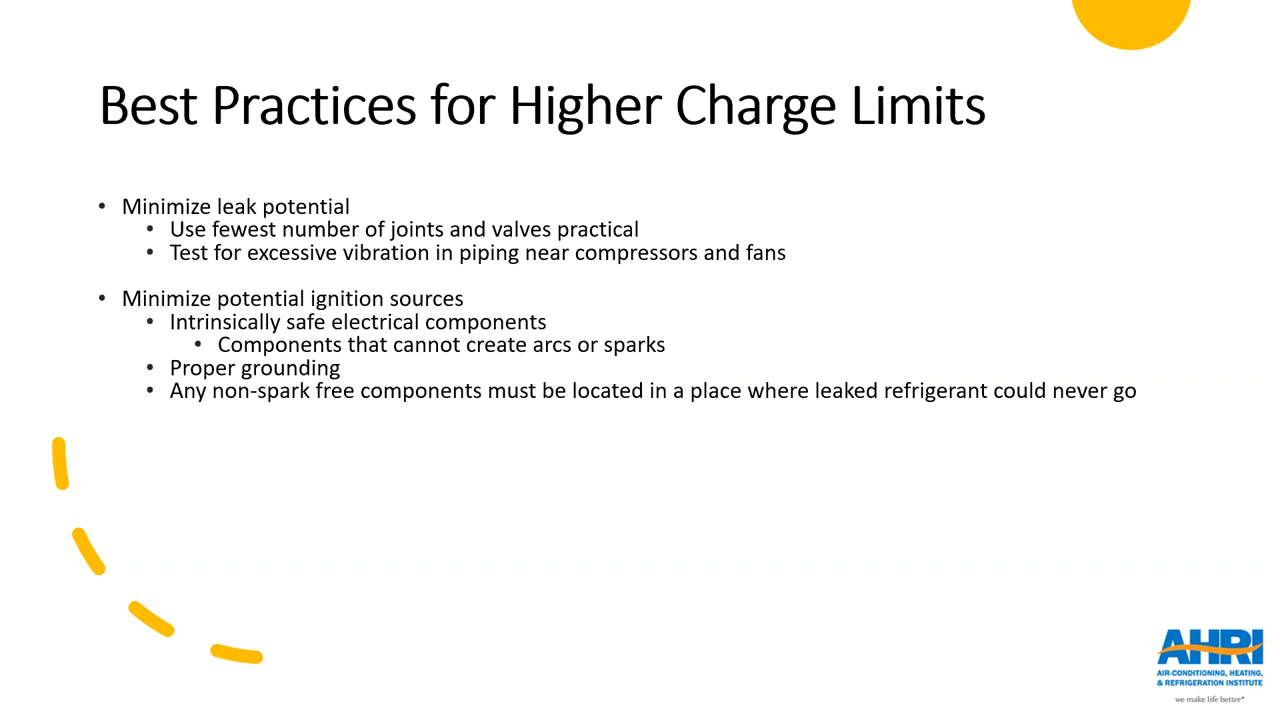 Best Practices for Higher Charge Limits
• Minimize leak potential
• Use fewest number of joints and valves practical
• Test for excessive vibration in piping near compressors and fans
• Minimize potential ignition sources
• Intrinsically safe electrical components
• Components that cannot create arcs or sparks
• Proper grounding
• Any non-spark free components must be located in a place where leaked refrigerant could never go
AHRI
AIR-CONDITIONING, HEATING,
& REFRIGERATION INSTITUTE
we make life better*